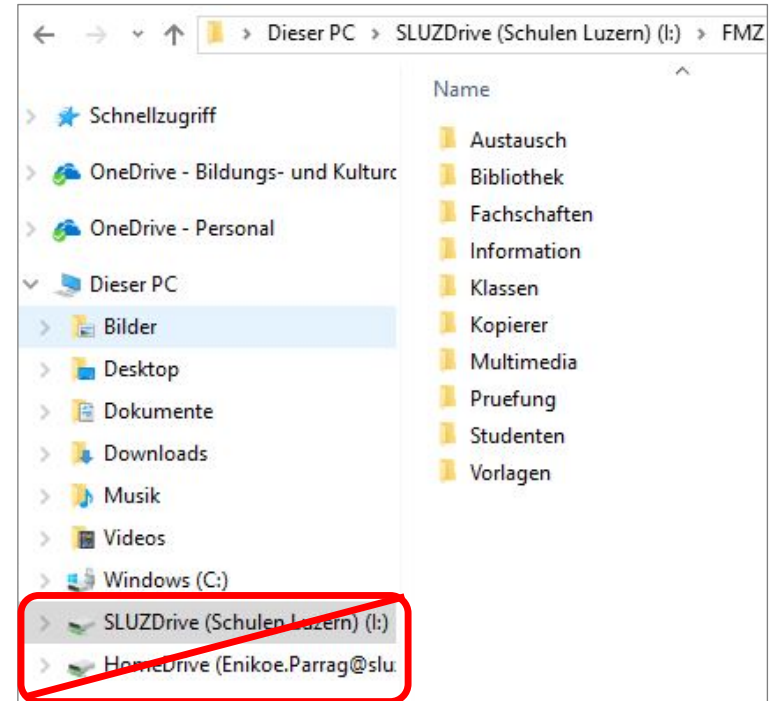 Dieser PC > SLUZDrive (Schulen Luzern) (I:) > FMZ
Name
Schnellzugriff
OneDrive - Bildungs- und Kulturd
OneDrive - Personal
Dieser PC
Bilder
Desktop
Dokumente
Downloads
Musik
Videos
Windows (C:)
SLUZDrive (Schulen Luzern) (I:)
HomeDrive (Enikoe.Parrag@slu
Austausch
Bibliothek
Fachschaften
Information
Klassen
Kopierer
Multimedia
Pruefung
Studenten
Vorlagen